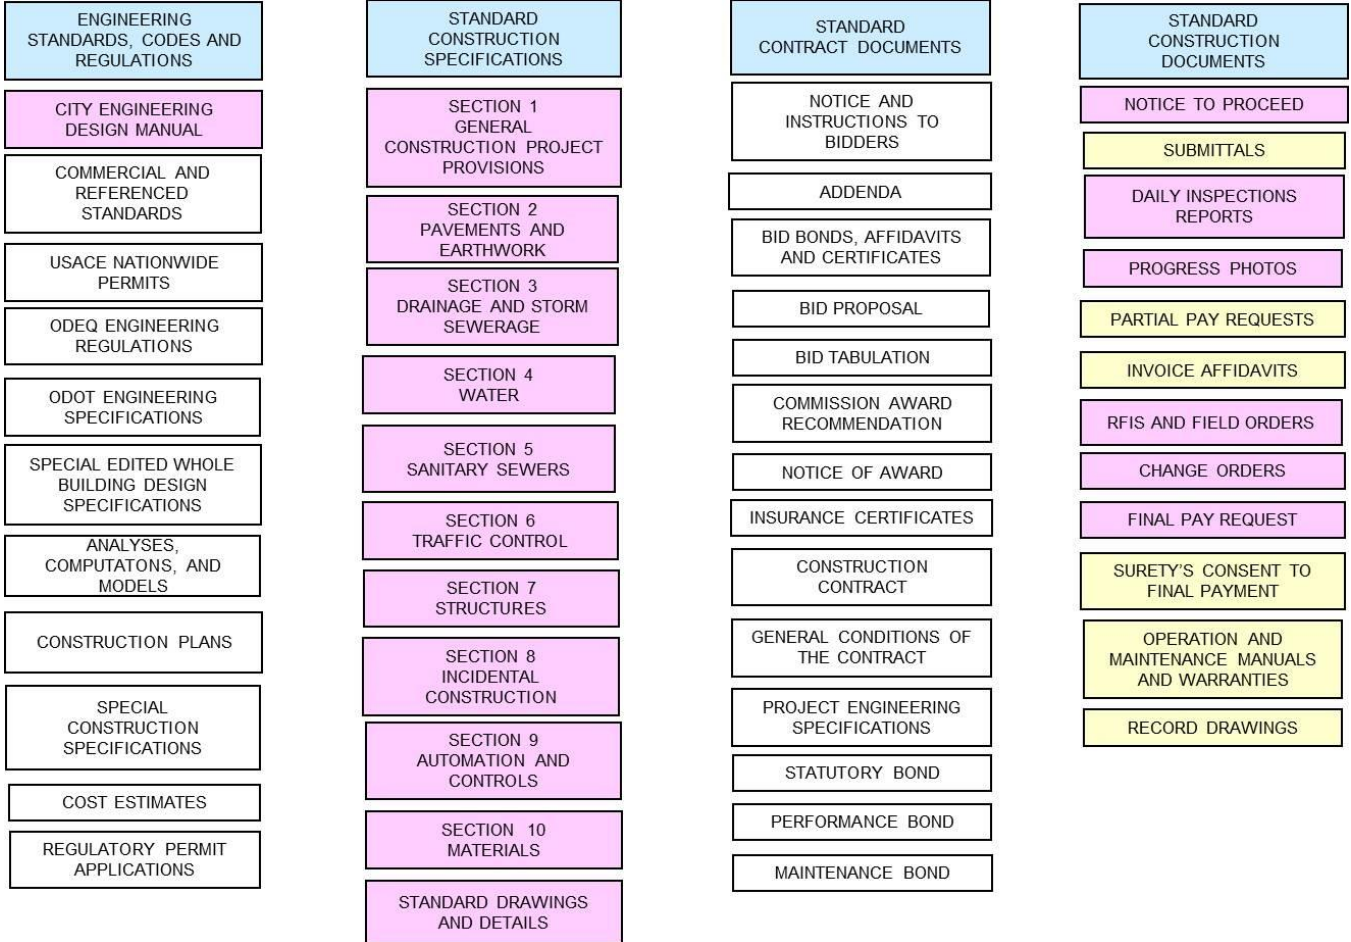 ENGINEERING
STANDARDS, CODES AND
REGULATIONS
CITY ENGINEERING
DESIGN MANUAL
COMMERCIAL AND
REFERENCED
STANDARDS
USACE NATIONWIDE
PERMITS
ODEQ ENGINEERING
REGULATIONS
ODOT ENGINEERING
SPECIFICATIONS
SPECIAL EDITED WHOLE
BUILDING DESIGN
SPECIFICATIONS
ANALYSES,
COMPUTATONS, AND
MODELS
CONSTRUCTION PLANS
SPECIAL
CONSTRUCTION
SPECIFICATIONS
COST ESTIMATES
REGULATORY PERMIT
APPLICATIONS
STANDARD
CONSTRUCTION
SPECIFICATIONS
SECTION 1
GENERAL
CONSTRUCTION PROJECT
PROVISIONS
SECTION 2
PAVEMENTS AND
EARTHWORK
SECTION 3
DRAINAGE AND STORM
SEWERAGE
SECTION 4
WATER
SECTION 5
SANITARY SEWERS
SECTION 6
TRAFFIC CONTROL
SECTION 7
STRUCTURES
SECTION 8
INCIDENTAL
CONSTRUCTION
SECTION 9
AUTOMATION AND
CONTROLS
SECTION 10
MATERIALS
STANDARD DRAWINGS
AND DETAILS
STANDARD
CONTRACT DOCUMENTS
NOTICE AND
INSTRUCTIONS TO
BIDDERS
ADDENDA
BID BONDS, AFFIDAVITS
AND CERTIFICATES
BID PROPOSAL
BID TABULATION
COMMISSION AWARD
RECOMMENDATION
NOTICE OF AWARD
INSURANCE CERTIFICATES
CONSTRUCTION
CONTRACT
GENERAL CONDITIONS OF
THE CONTRACT
PROJECT ENGINEERING
SPECIFICATIONS
STATUTORY BOND
PERFORMANCE BOND
MAINTENANCE BOND
STANDARD
CONSTRUCTION
DOCUMENTS
NOTICE TO PROCEED
SUBMITTALS
DAILY INSPECTIONS
REPORTS
PROGRESS PHOTOS
PARTIAL PAY REQUESTS
INVOICE AFFIDAVITS
RFIS AND FIELD ORDERS
CHANGE ORDERS
FINAL PAY REQUEST
SURETY'S CONSENT TO
FINAL PAYMENT
OPERATION AND
MAINTENANCE MANUALS
AND WARRANTIES
RECORD DRAWINGS